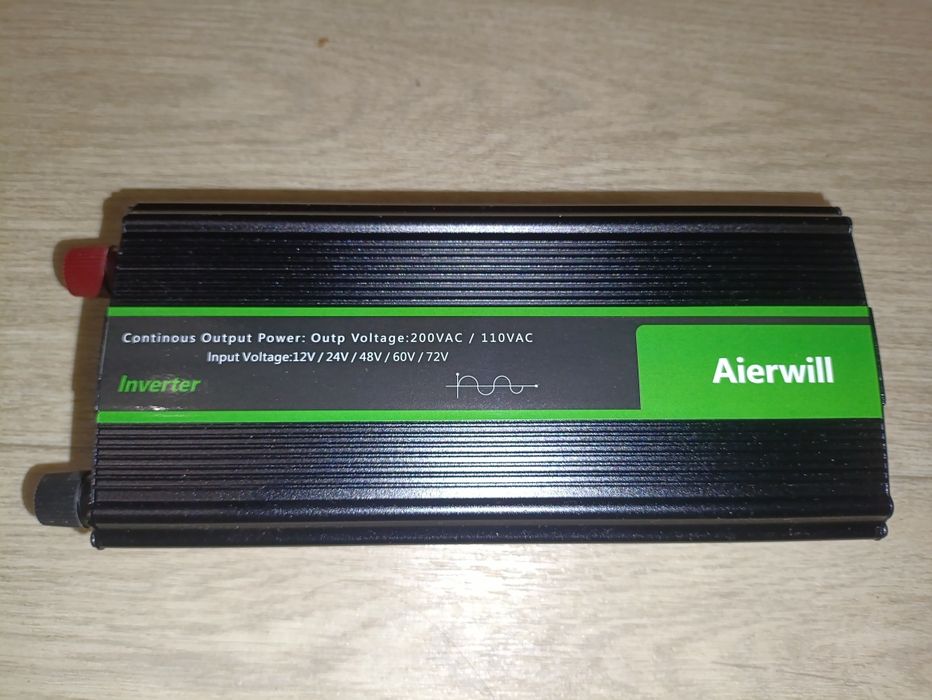 Continous Output Power: Outp Voltage:200VAC / 110VAC
Input Voltage:12V / 24V / 48V / 60V / 72V
Inverter
Aierwill